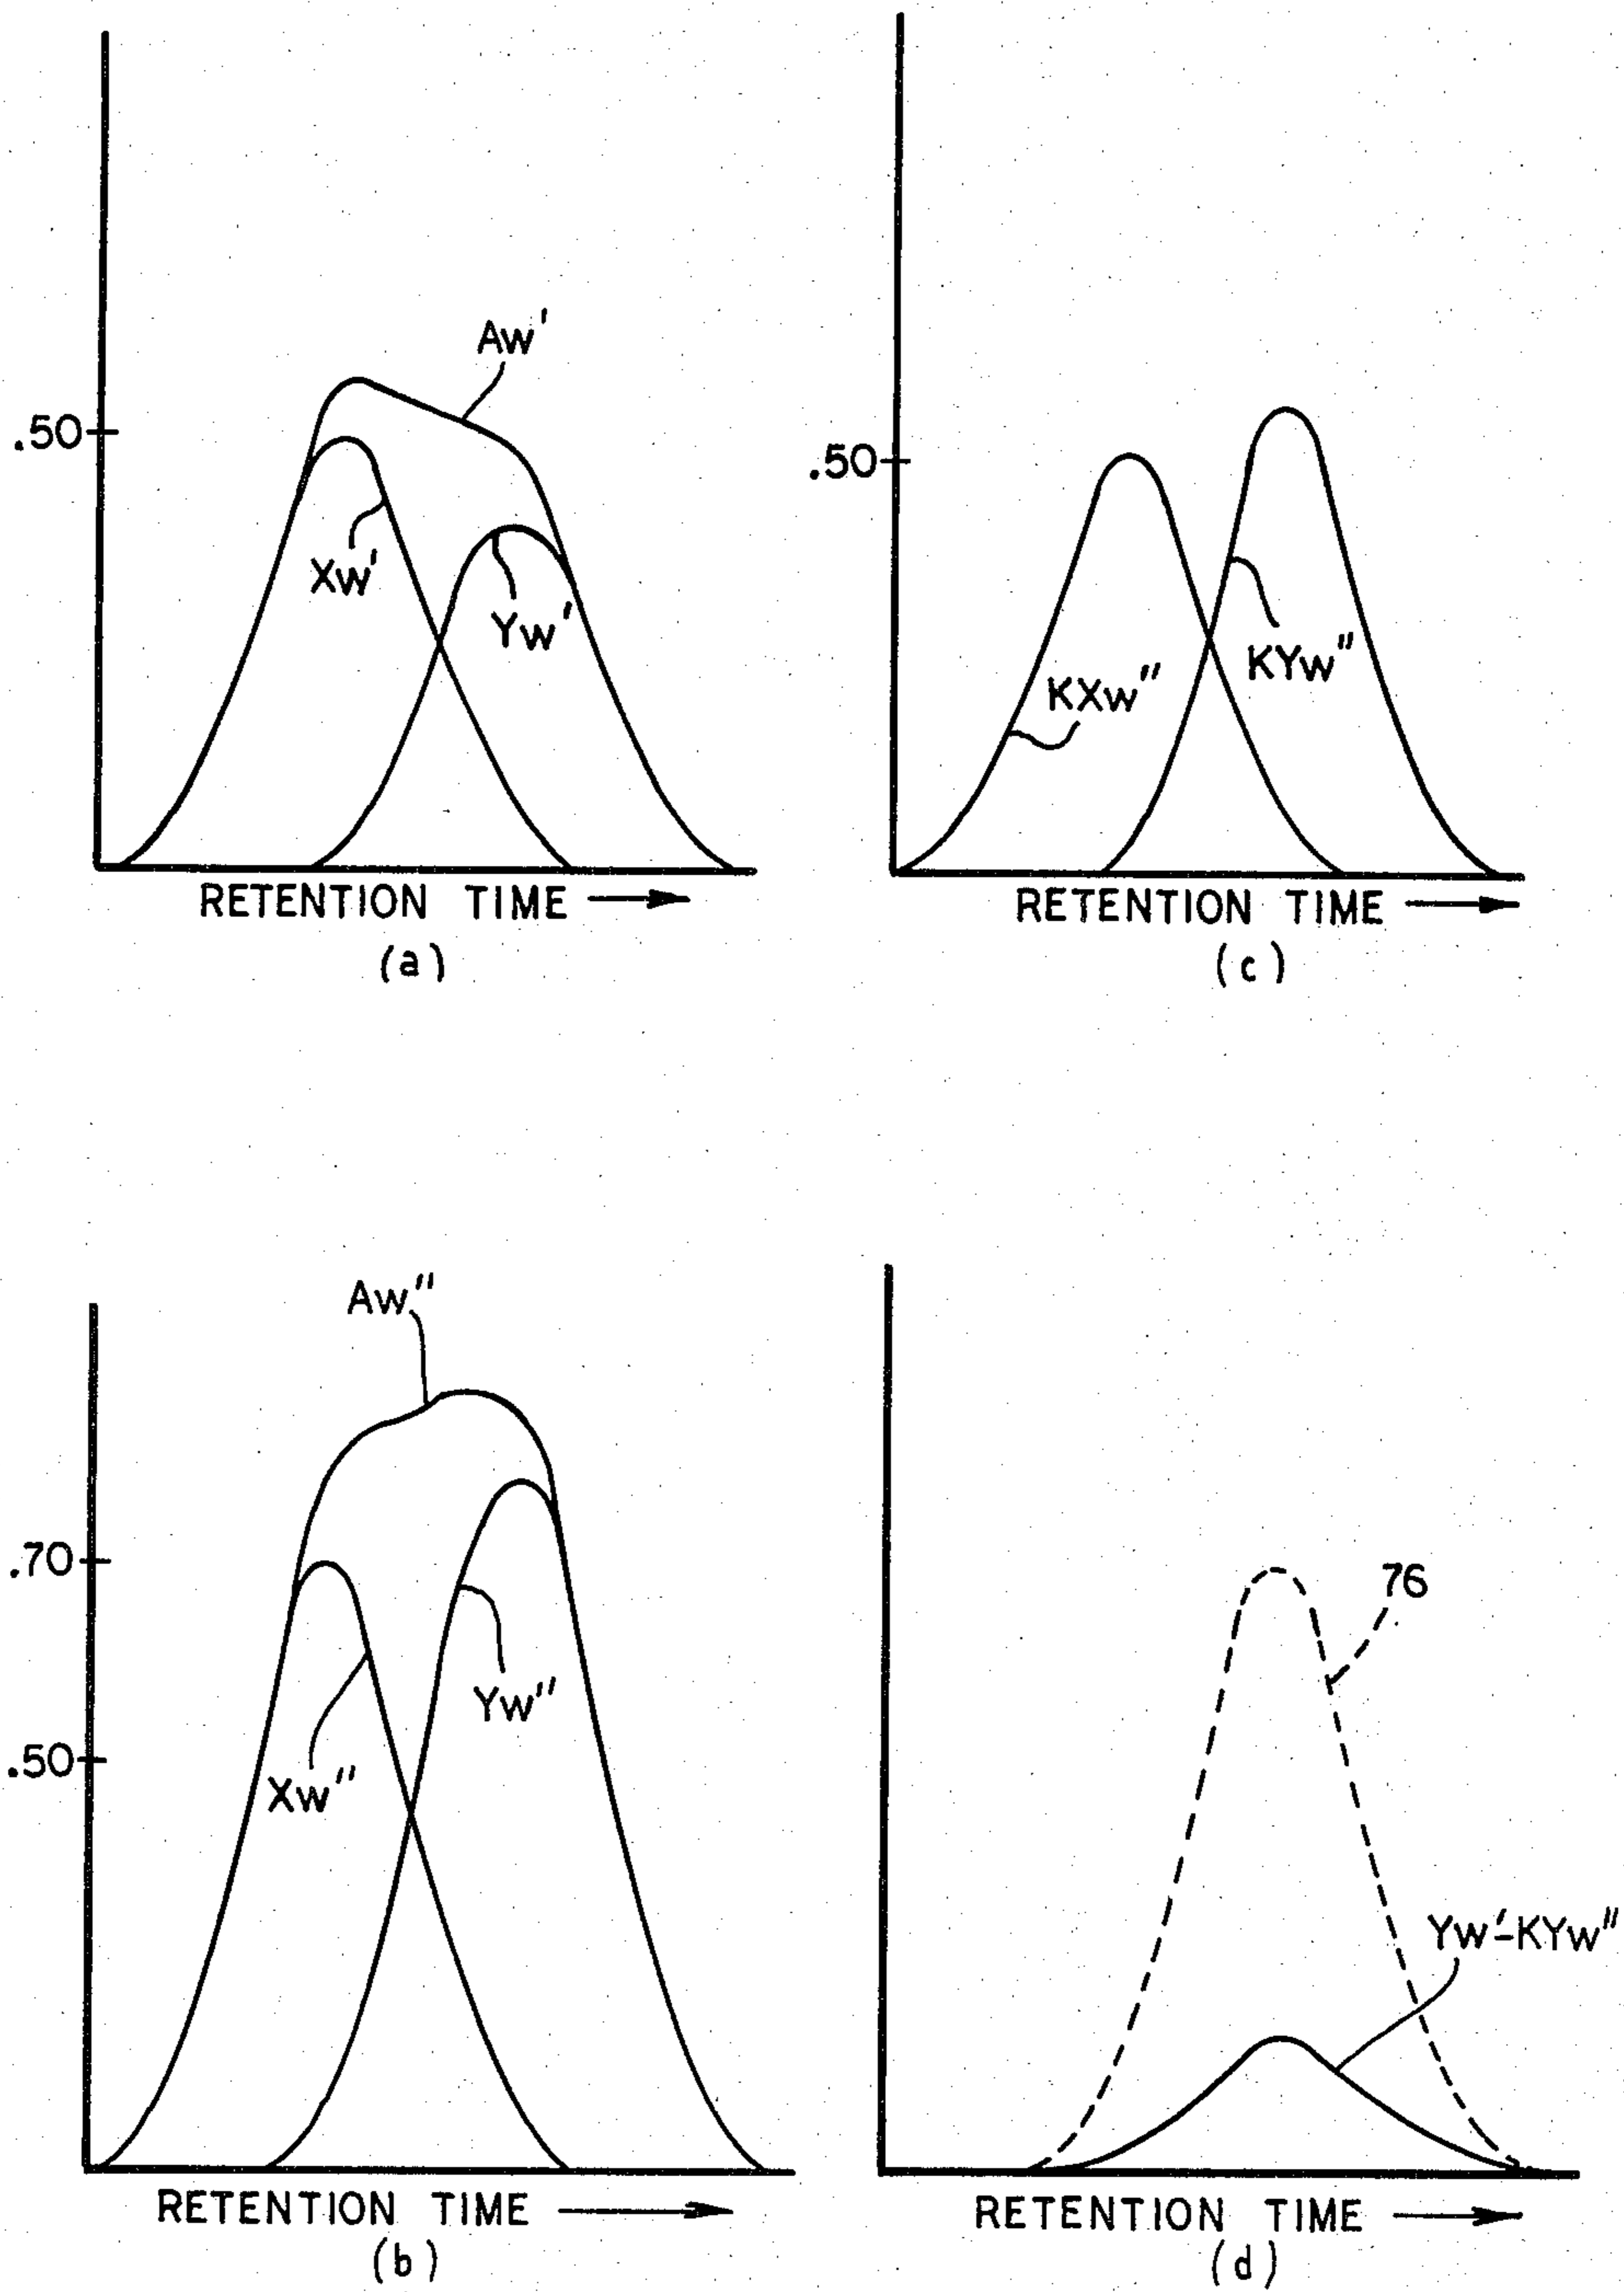 Aw'
.50
Xw'
Yw'
RETENTION TIME
(a)
.50
KXw"
KYw"
RETENTION TIME
(c)
Aw"
.70
.50
Xw"
Yw"
RETENTION TIME
(b)
76
Yw'-KYw"
RETENTION TIME
(d)